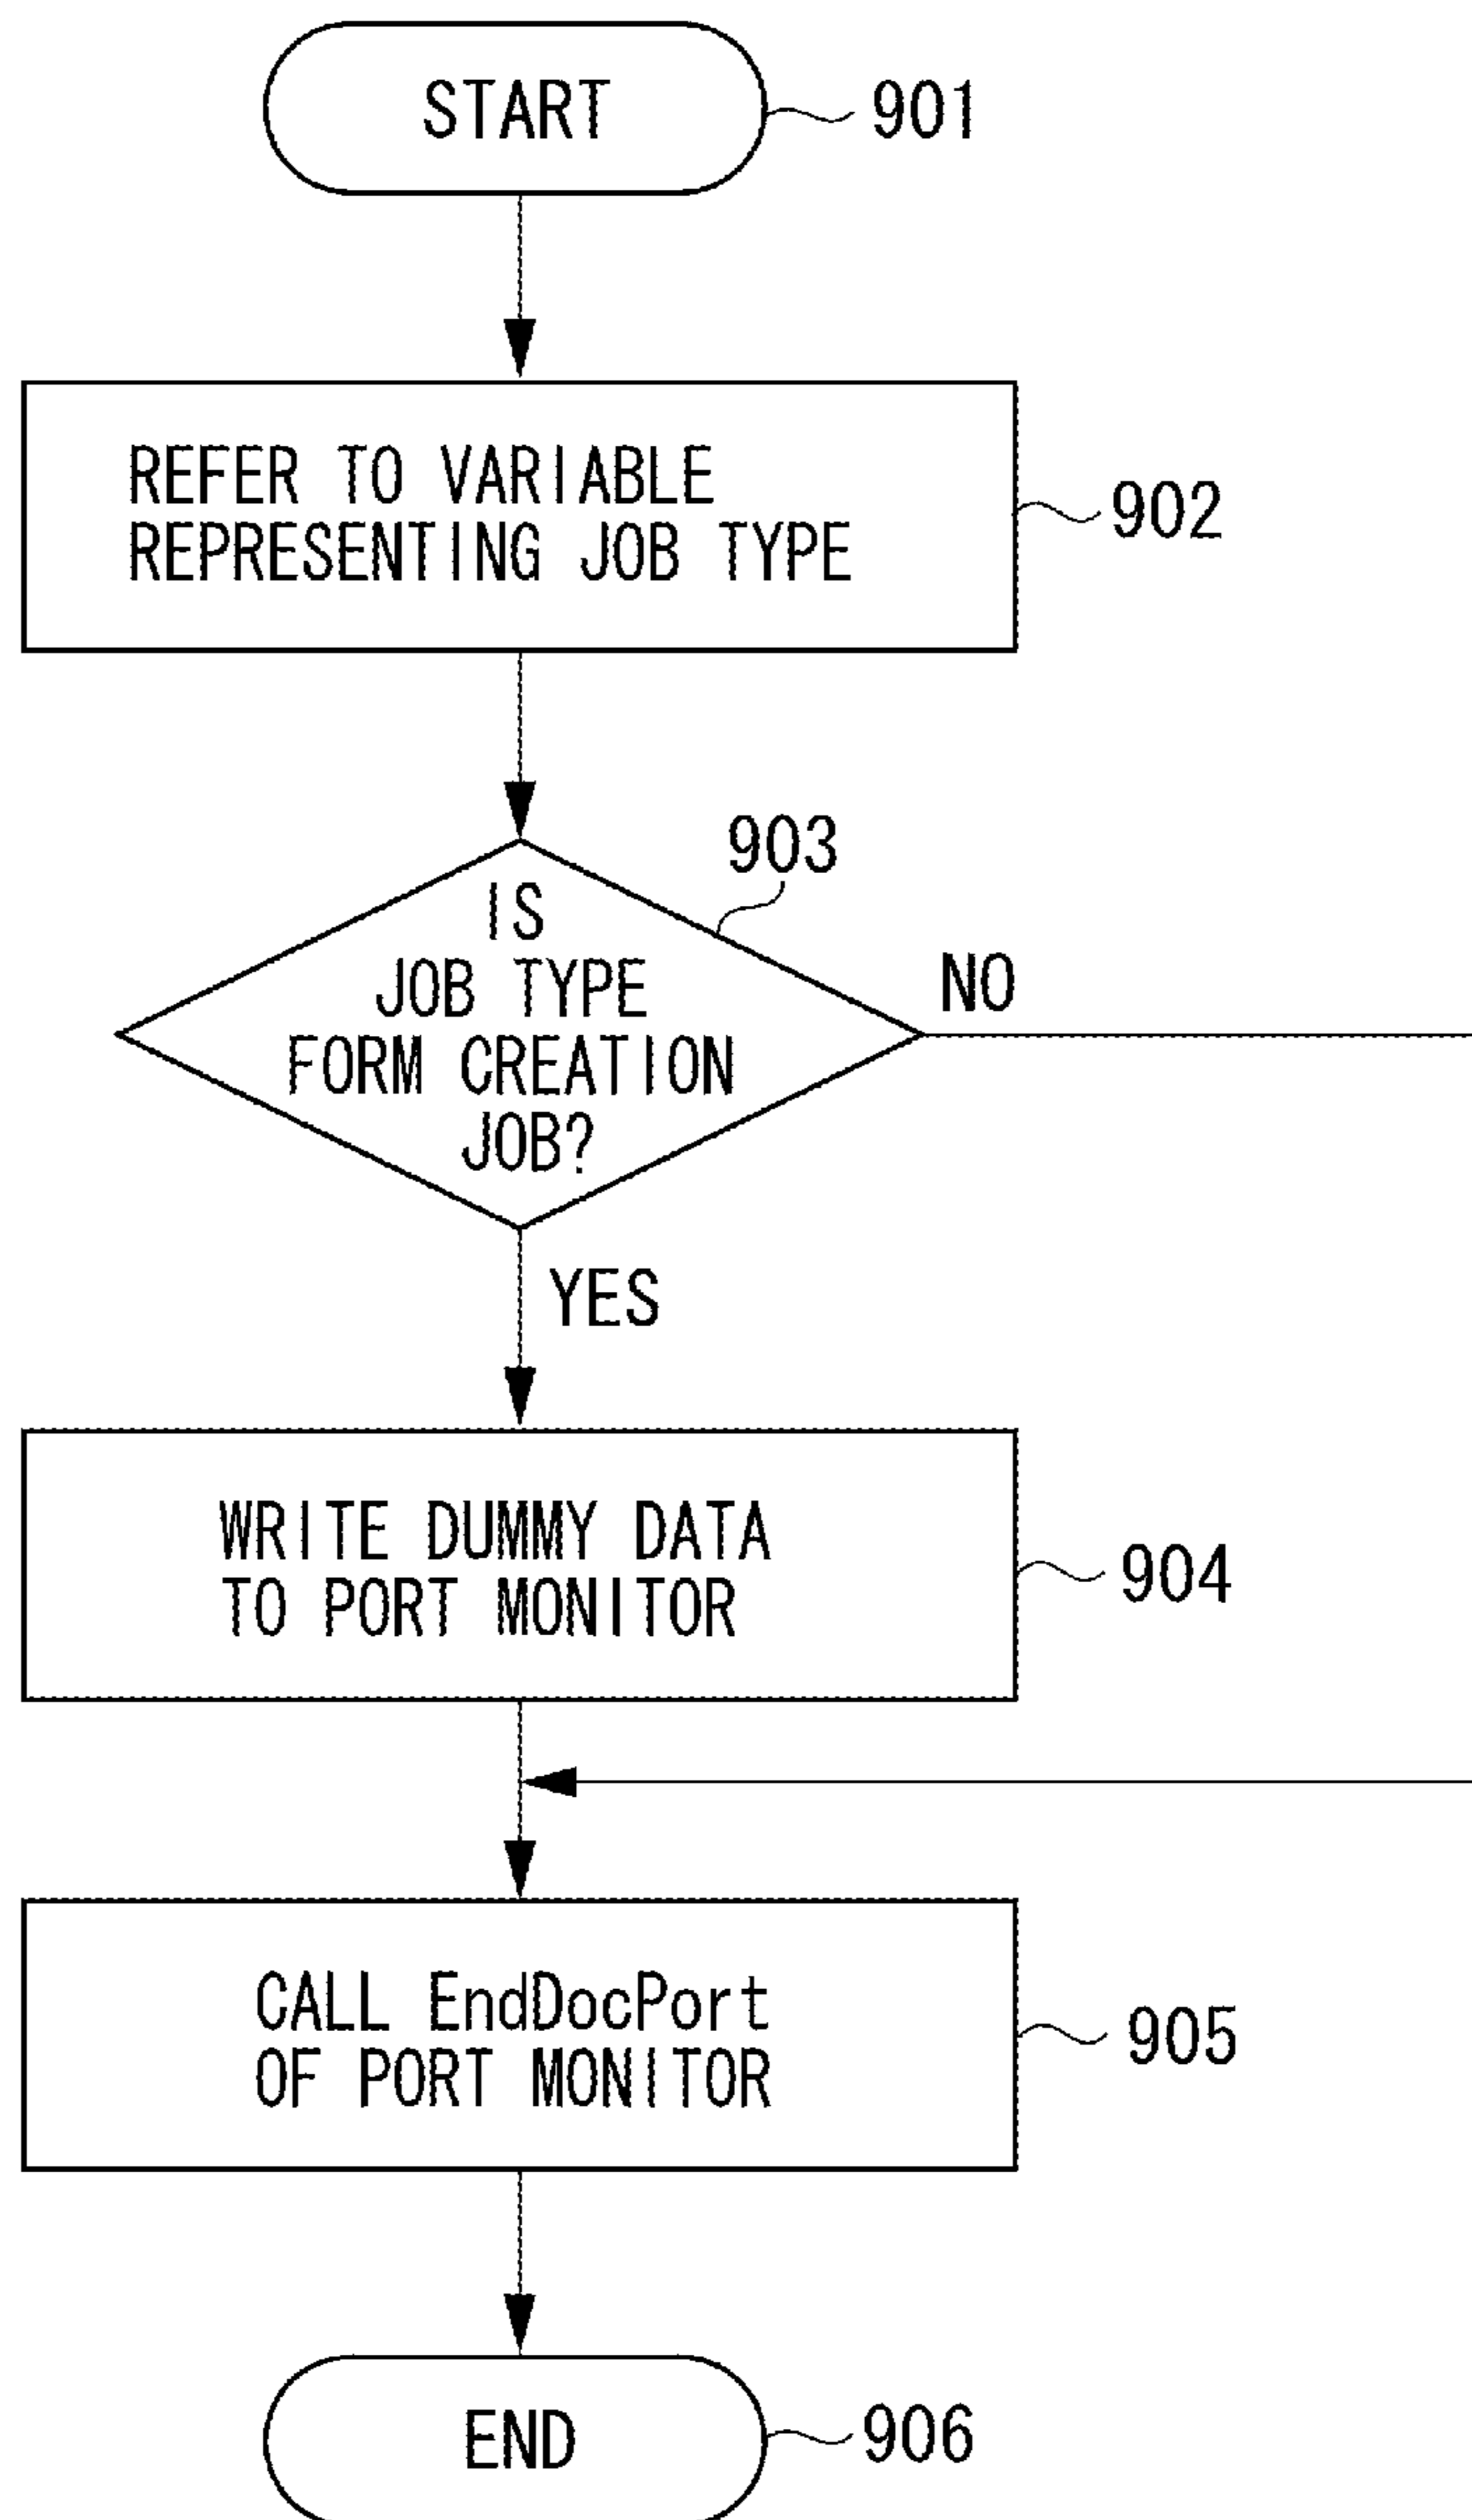 START
901
REFER TO VARIABLE
REPRESENTING JOB TYPE
902
903
IS
JOB TYPE
FORM CREATION
JOB?
NO
YES
WRITE DUMMY DATA
TO PORT MONITOR
904
CALL EndDocPort
OF PORT MONITOR
905
END
906